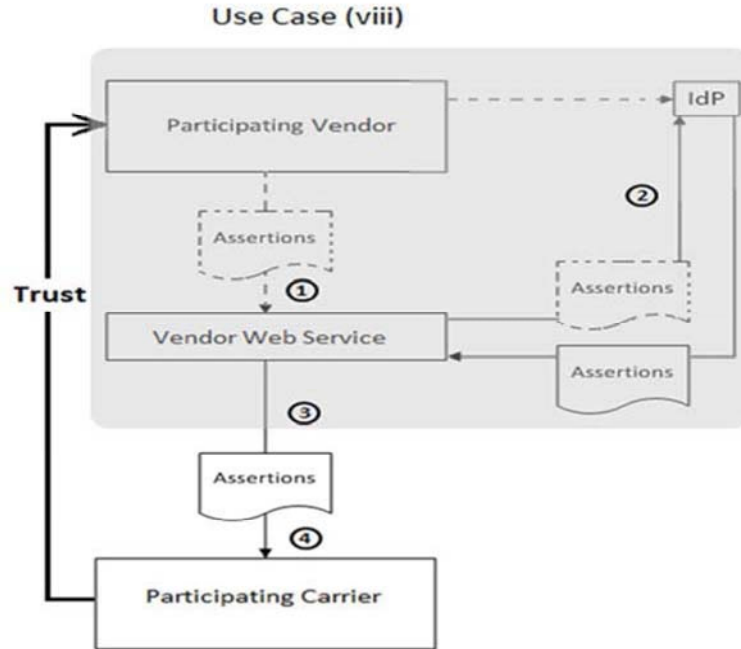 Use Case (viii)
Participating Vendor
IdP
②
Assertions
Assertions
①
Trust
Vendor Web Service
Assertions
③
Assertions
④
Participating Carrier